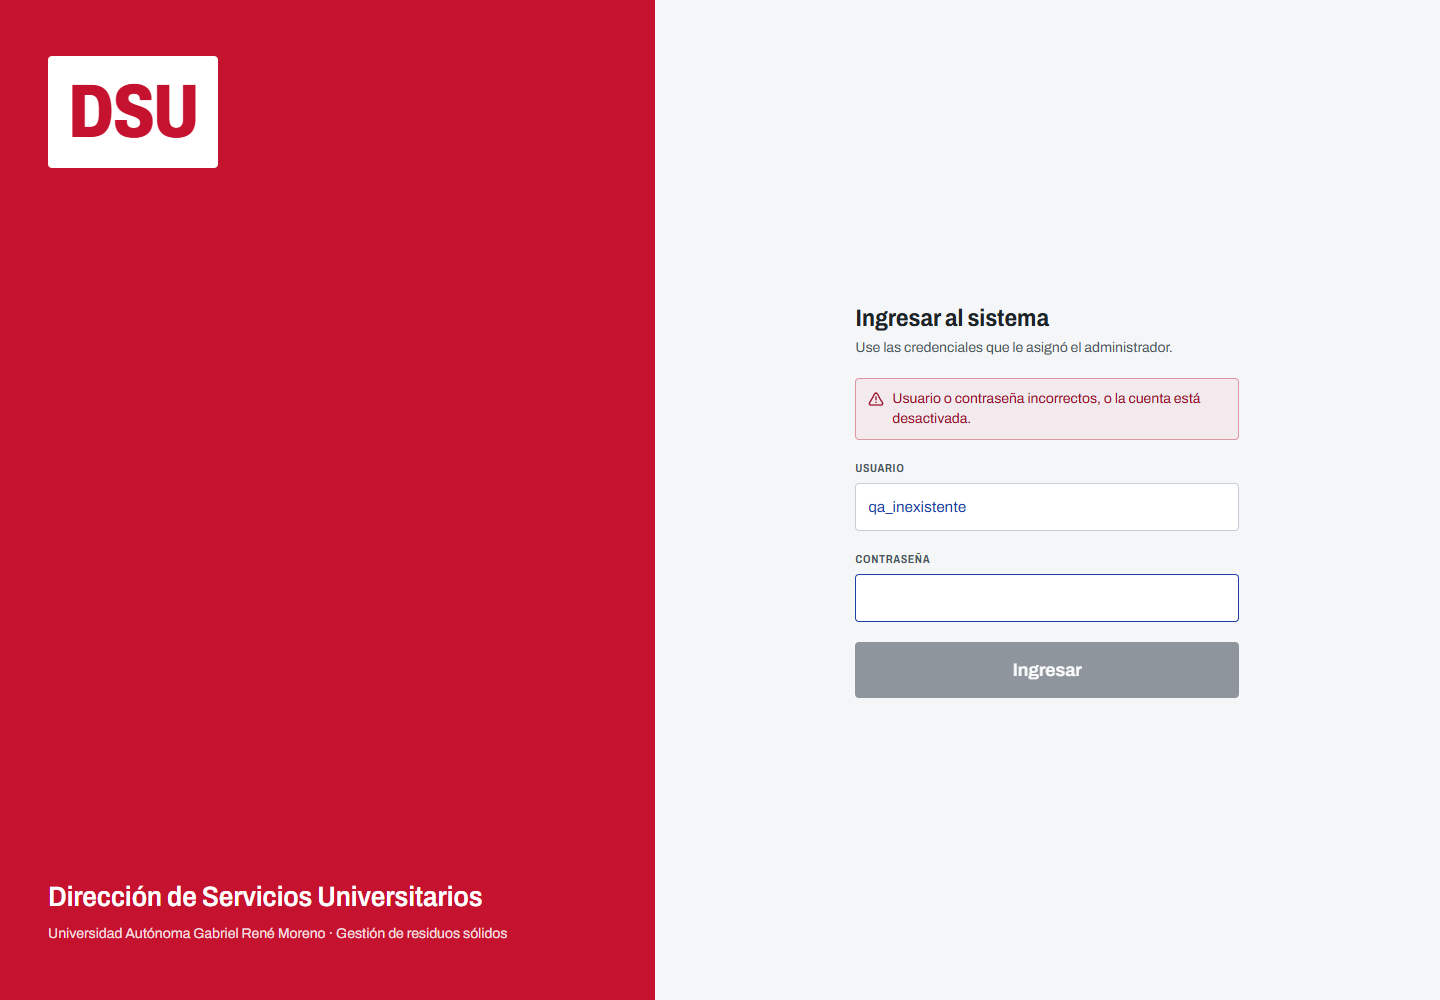 DSU
Dirección de Servicios Universitarios
Universidad Autónoma Gabriel René Moreno · Gestión de residuos sólidos
Ingresar al sistema
Use las credenciales que le asignó el administrador.
Usuario o contraseña incorrectos, o la cuenta está
desactivada.
USUARIO
qa_inexistente
CONTRASEÑA
Ingresar